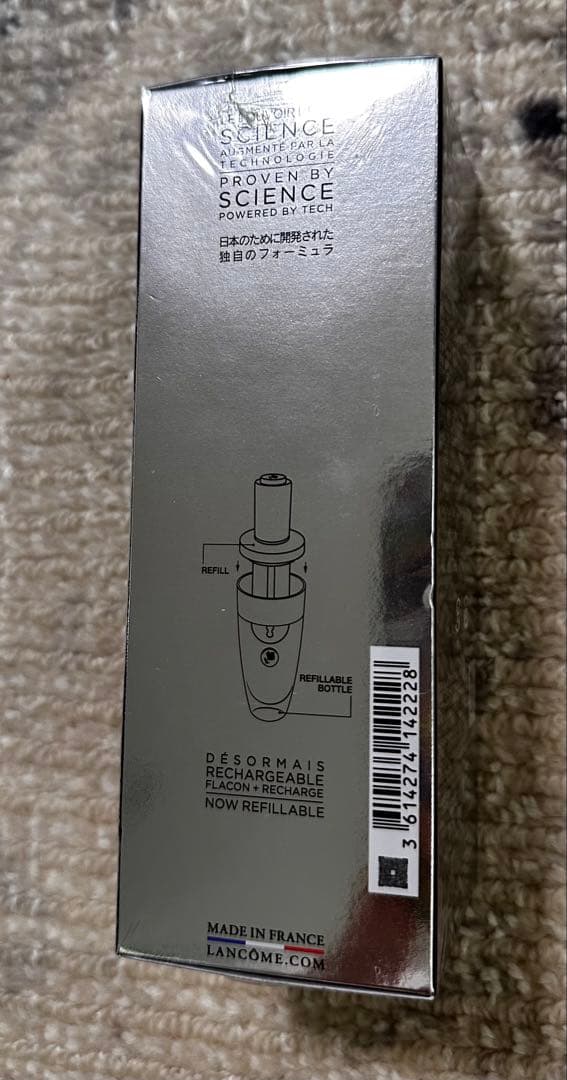 SCIENCE
AUGMENTÉ PAR LA
TECHNOLOGIE
PROVEN BY
SCIENCE
POWERED BY TECH
日本のために開発された
独自のフォーミュラ
REFILL
REFILLABLE
BOTTLE
3 614274 142228
DÉSORMAIS
RECHARGEABLE
FLACON + RECHARGE
NOW REFILLABLE
MADE IN FRANCE
LANCÔME.COM